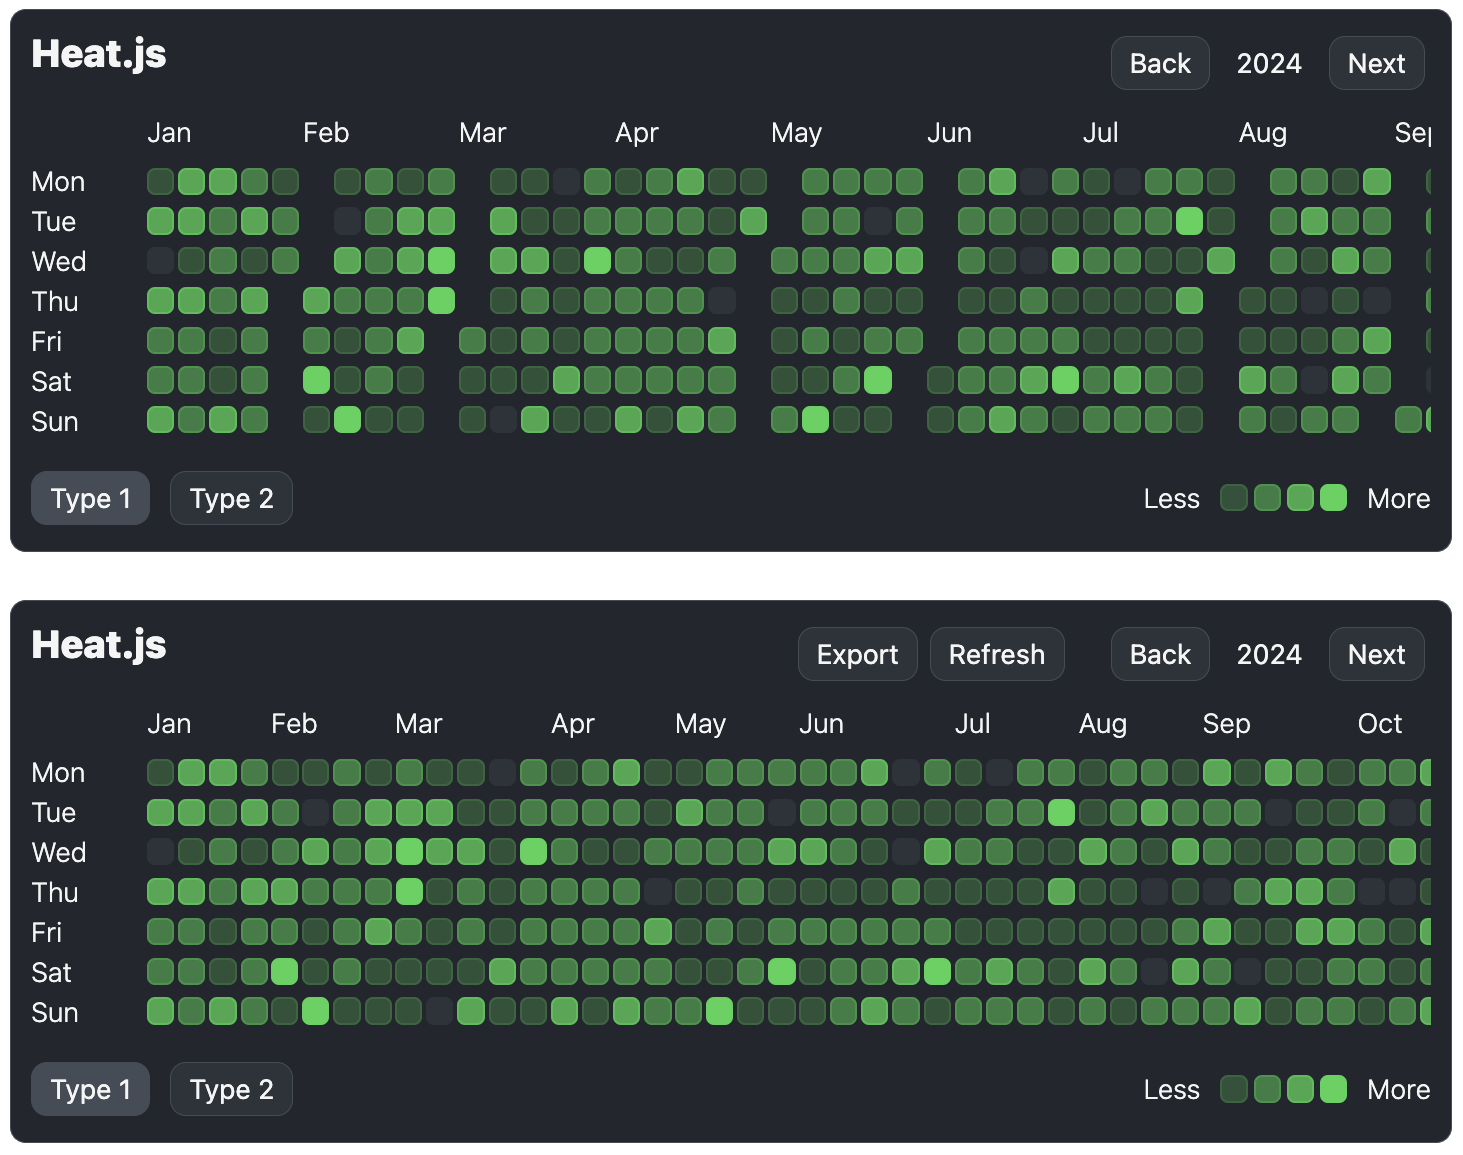 Heat.js
Back 2024 Next
Jan Feb Mar Apr May Jun Jul Aug
Mon
Tue
Wed
Thu
Fri
Sat
Sun
Type 1 Type 2 Less More
Heat.js
Export Refresh Back 2024 Next
Jan Feb Mar Apr May Jun Jul Aug Sep Oct
Mon
Tue
Wed
Thu
Fri
Sat
Sun
Type 1 Type 2 Less More